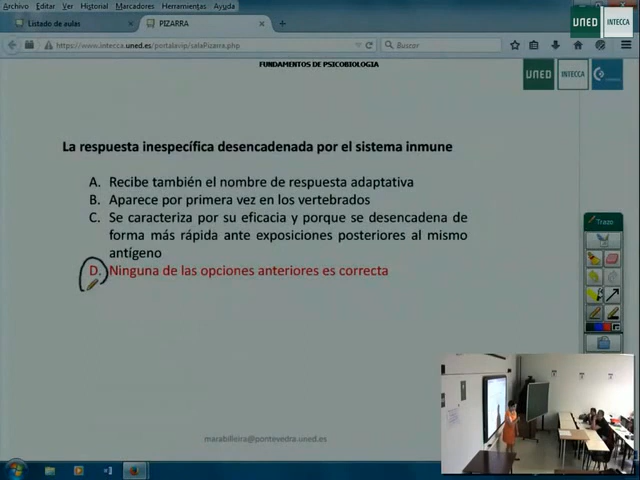 Archivo Editar Ver Historial Marcadores Herramientas Ayuda
Listado de aulas
PIZARRA
https://www.intecca.uned.es/portalavip/salaPizarra.php
Buscar
UNED INTECCA
FUNDAMENTOS DE PSICOBIOLOGIA
UNED INTECCA
La respuesta inespecífica desencadenada por el sistema inmune
A. Recibe también el nombre de respuesta adaptativa
B. Aparece por primera vez en los vertebrados
C. Se caracteriza por su eficacia y porque se desencadena de
forma más rápida ante exposiciones posteriores al mismo
antígeno
D. Ninguna de las opciones anteriores es correcta
Trazo
marabilieira@pontevedra.uned.es